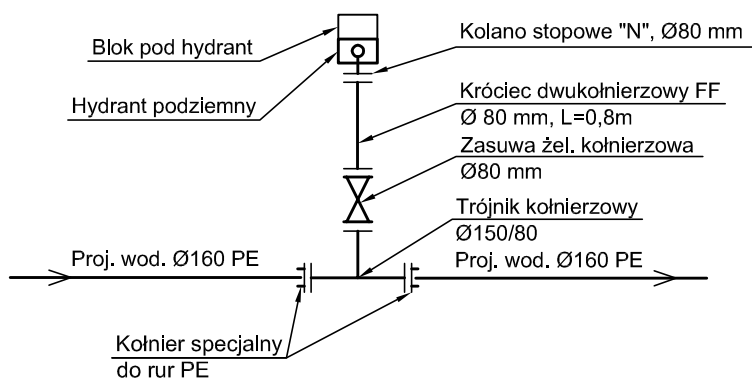 Blok pod hydrant
Kolano stopowe "N", Ø80 mm
Hydrant podziemny
Króciec dwukołnierzowy FF
Ø 80 mm, L=0,8m
Zasuwa żel. kołnierzowa
Ø80 mm
Trójnik kołnierzowy
Ø150/80
Proj. wod. Ø160 PE
Proj. wod. Ø160 PE
Kołnier specjalny
do rur PE